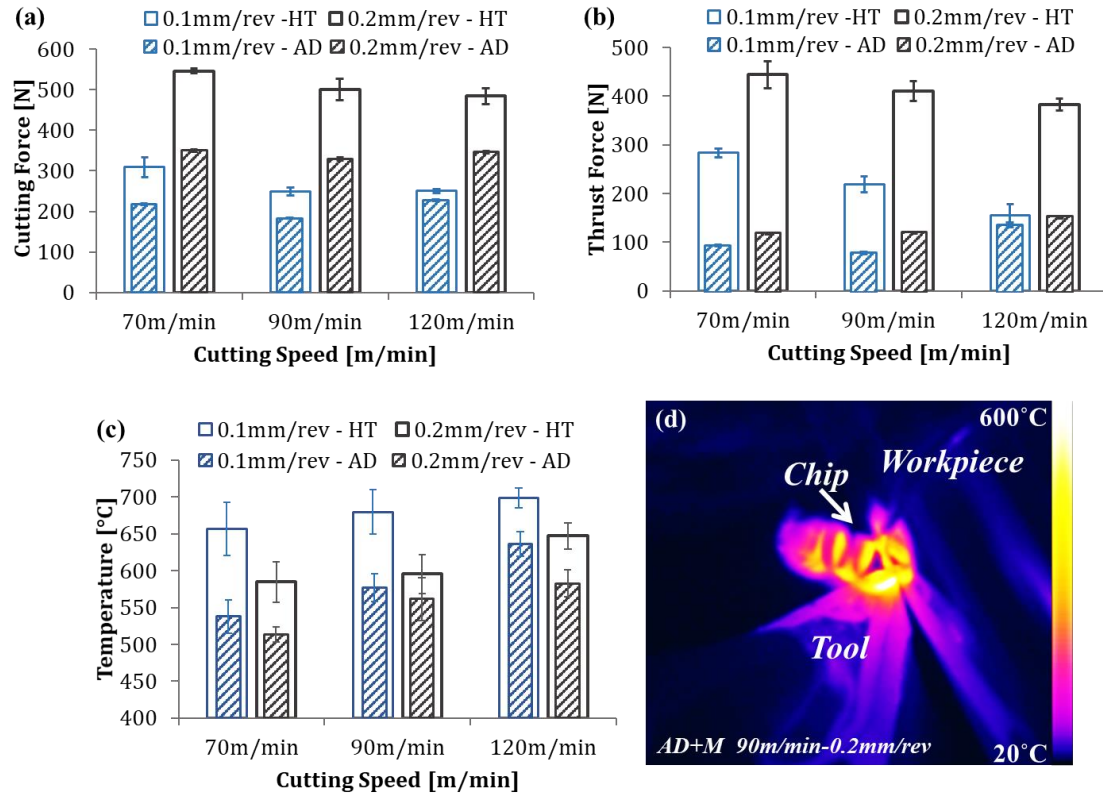 (a)
0.1mm/rev -HT
0.2mm/rev - HT
0.1mm/rev - AD
0.2mm/rev - AD
Cutting Force [N]
600
500
400
300
200
100
0
70m/min
90m/min
120m/min
Cutting Speed [m/min]
(b)
0.1mm/rev - HT
0.2mm/rev - HT
0.1mm/rev - AD
0.2mm/rev - AD
Thrust Force [N]
500
400
300
200
100
0
70m/min
90m/min
120m/min
Cutting Speed [m/min]
(c)
0.1mm/rev - HT
0.2mm/rev - HT
0.1mm/rev - AD
0.2mm/rev - AD
Temperature [°C]
750
700
650
600
550
500
450
400
70m/min
90m/min
120m/min
Cutting Speed [m/min]
(d)
600°C
Workpiece
Chip
Tool
AD+M 90m/min-0.2mm/rev
20°C